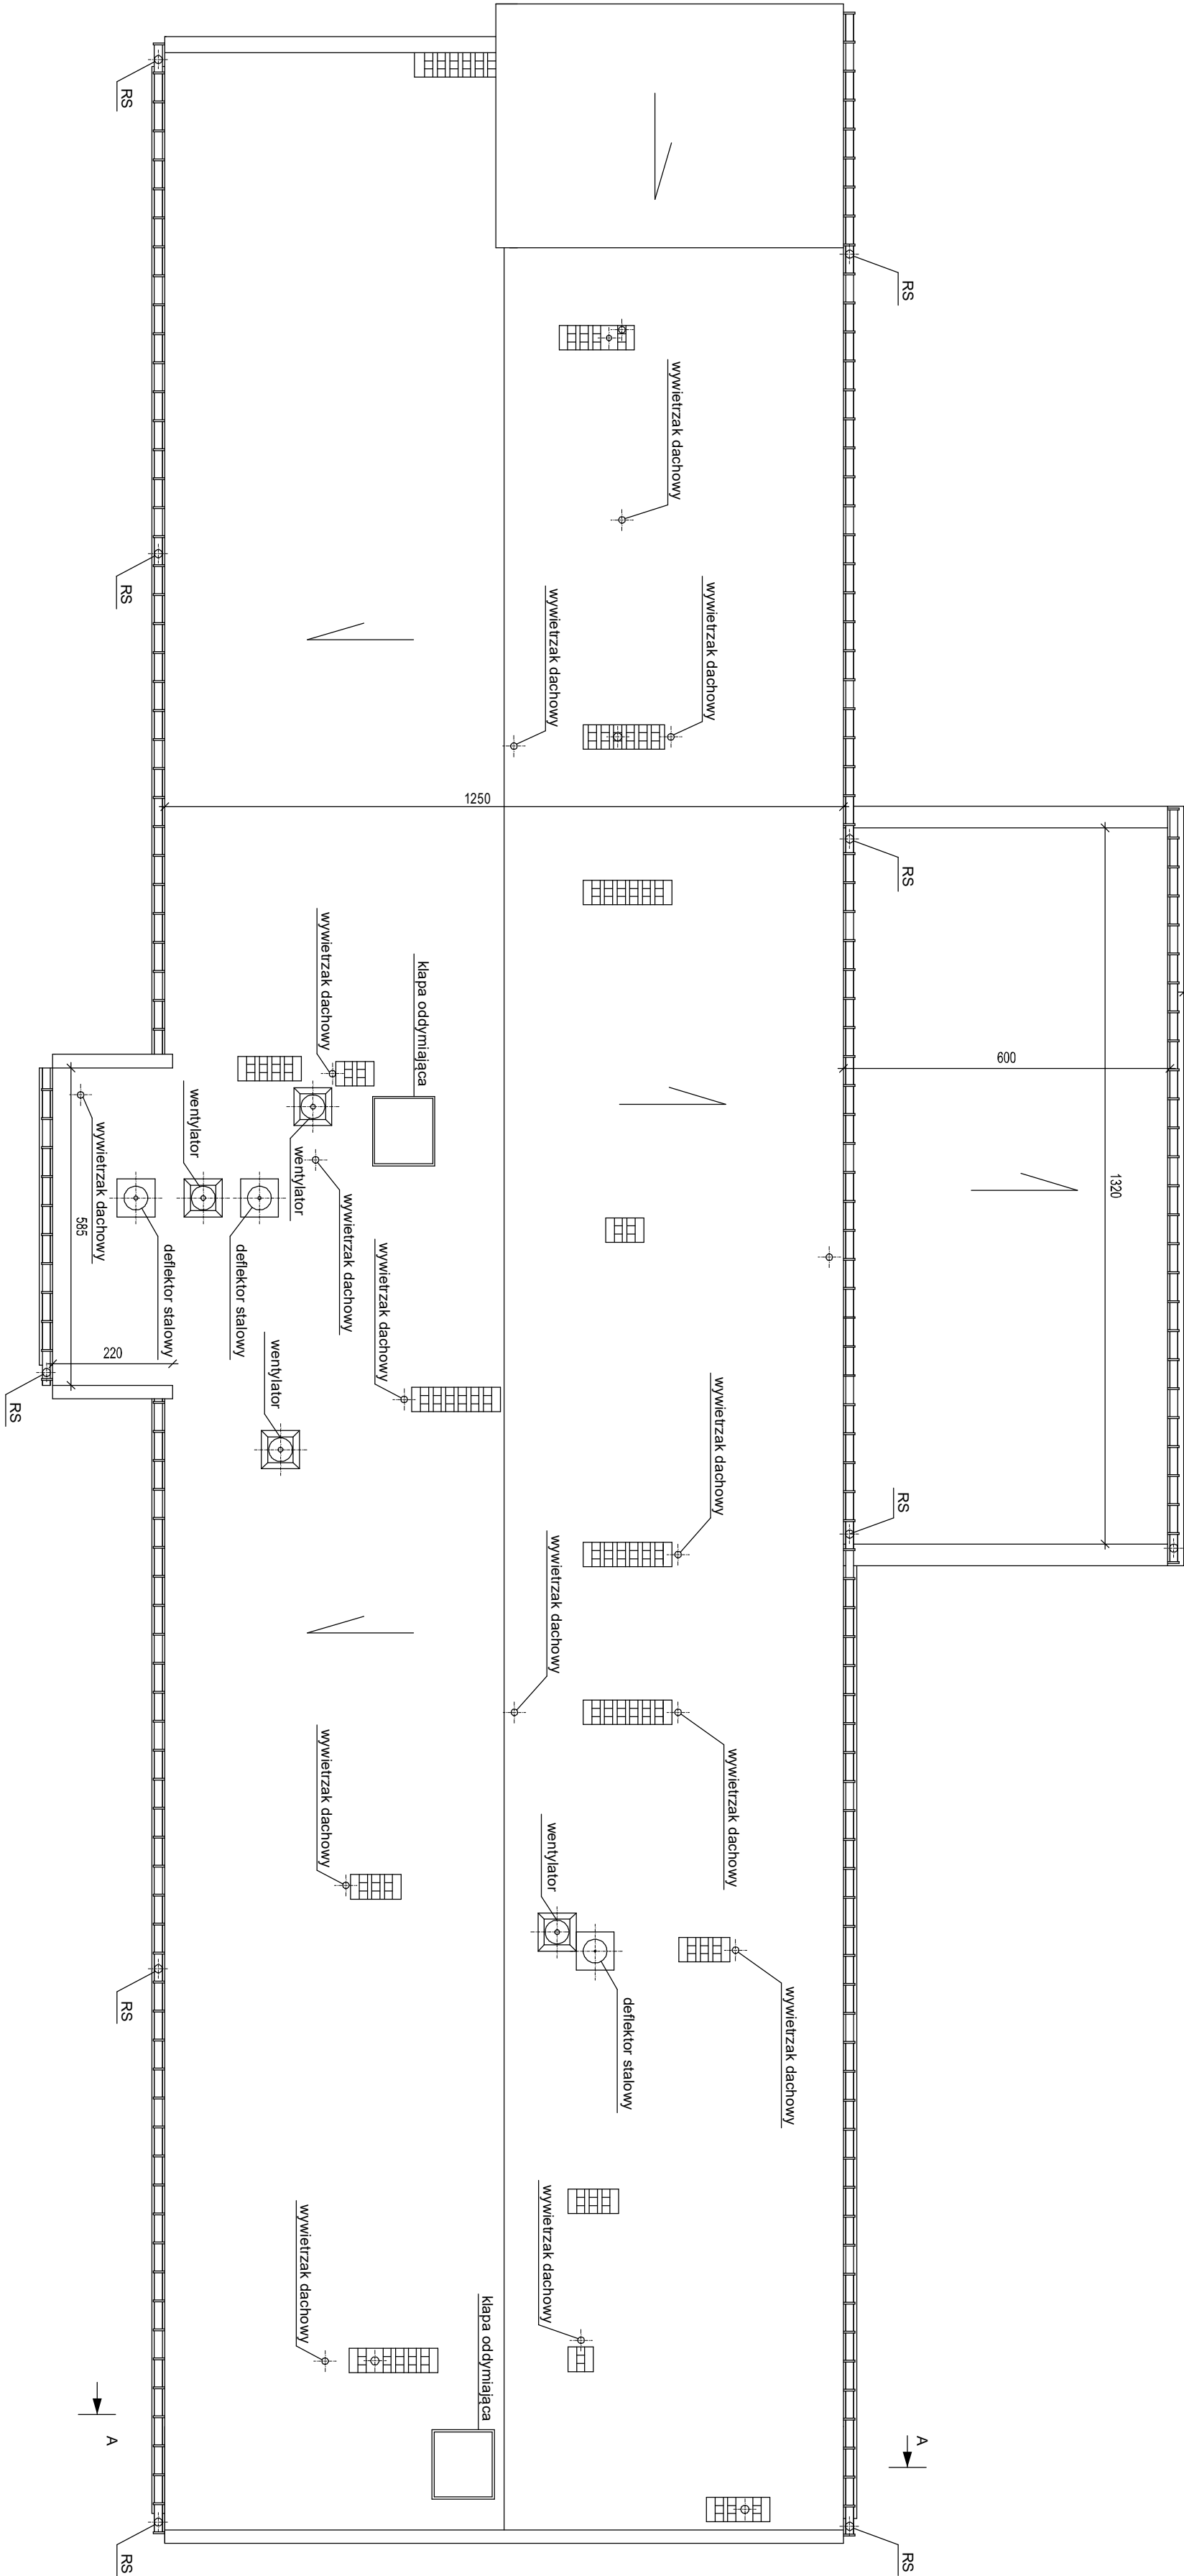 RS
RS
wywietrzak dachowy
RS
wywietrzak dachowy
wywietrzak dachowy
1250
RS
600
1320
wywietrzak dachowy
klapa oddymiająca
wentylator
wywietrzak dachowy
585
220
deflektor stalowy
deflektor stalowy
wentylator
wywietrzak dachowy
wywietrzak dachowy
wentylator
RS
wywietrzak dachowy
RS
wywietrzak dachowy
wywietrzak dachowy
wywietrzak dachowy
wentylator
deflektor stalowy
wywietrzak dachowy
RS
wywietrzak dachowy
wywietrzak dachowy
klapa oddymiająca
A
A
RS
RS